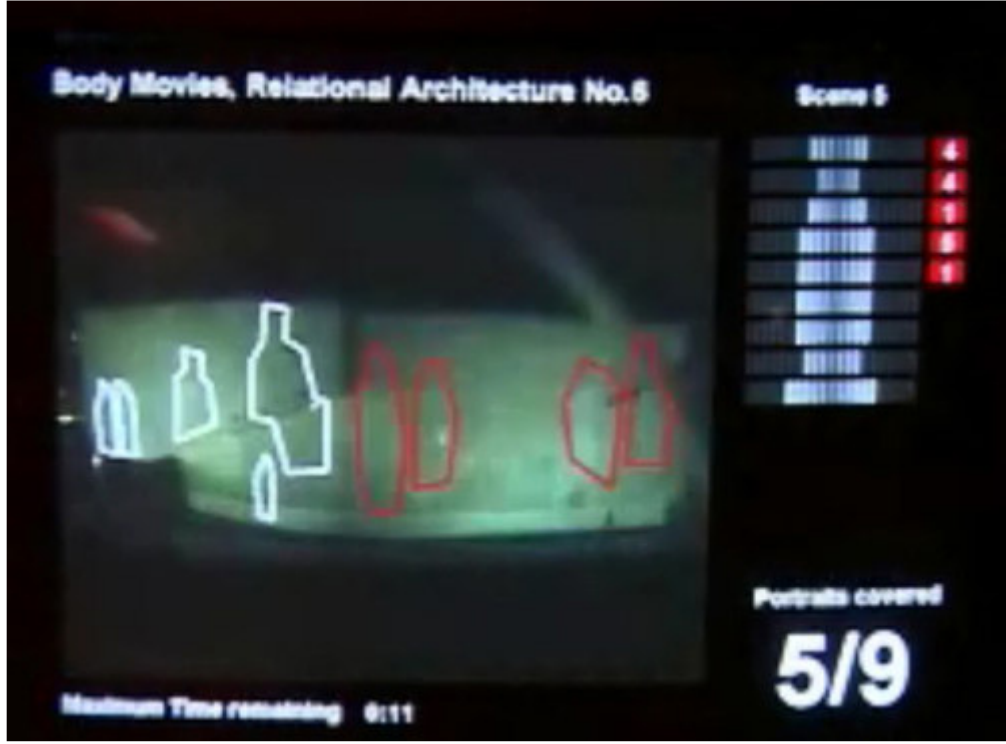 Body Movies, Relational Architecture No.6
Scene 5
4
4
1
5
1
Portraits covered
5/9
Maximum Time remaining 0:11